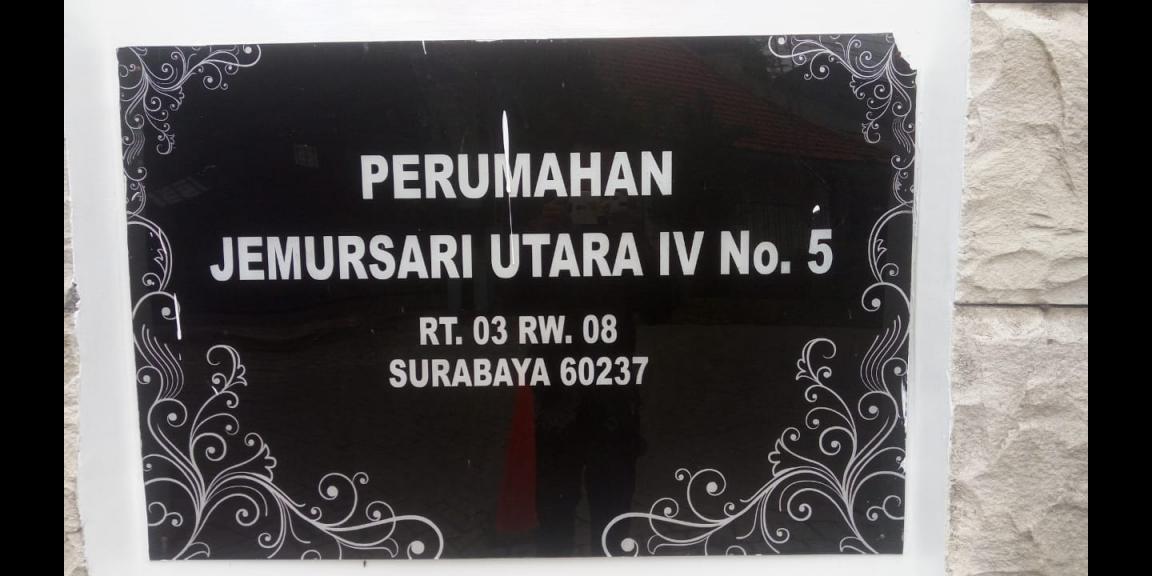 PERUMAHAN
JEMURSARI UTARA IV No. 5
RT. 03 RW. 08
SURABAYA 60237